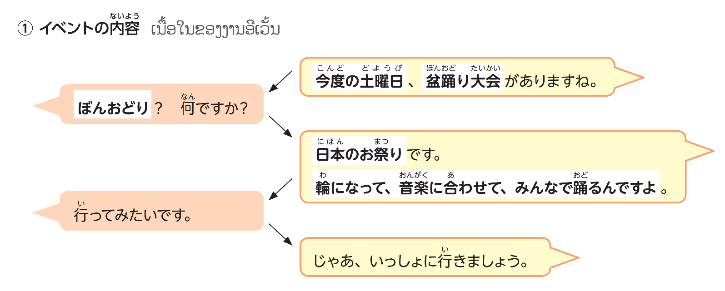 ① イベントの内容 ເນື້ອໃນຂອງງານອີເວັ້ນ
今度の土曜日、盆踊り大会がありますね。
ぼんおどり？ 何ですか？
日本のお祭りです。
輪になって、音楽に合わせて、みんなで踊るんですよ。
行ってみたいです。
じゃあ、いっしょに行きましょう。